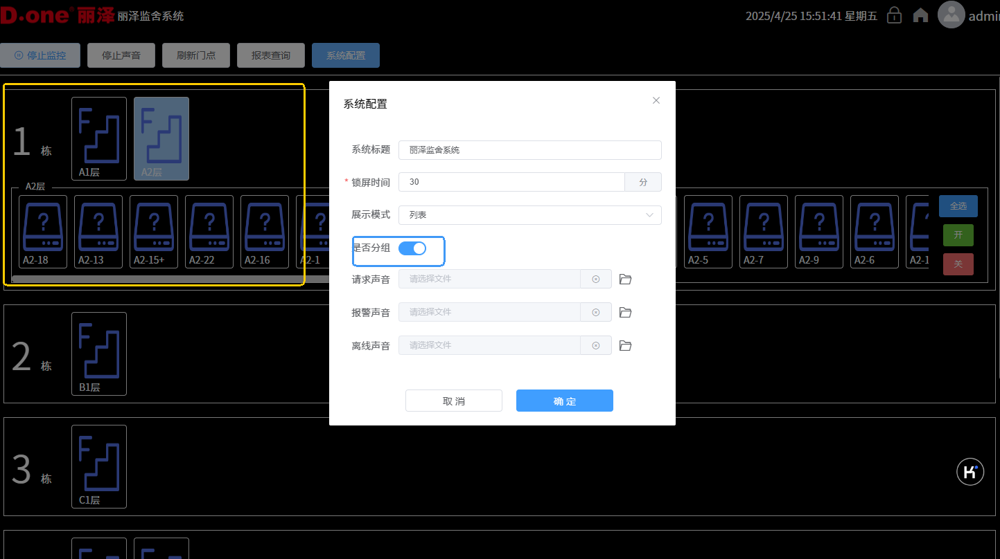 D·one®丽泽 丽泽监舍系统
2025/4/25 15:51:41 星期五
admi
停止监控
停止声音
刷新门点
报表查询
系统配置
1 栋
A1层
A2层
A2层
A2-18
A2-13
A2-15+
A2-22
A2-16
A2-1
A2-5
A2-7
A2-9
A2-6
A2-1
全选
开
关
2 栋
B1层
3 栋
C1层
系统配置
系统标题 丽泽监舍系统
* 锁屏时间 30 分
展示模式 列表
是否分组
请求声音 请选择文件
报警声音 请选择文件
离线声音 请选择文件
取 消
确 定